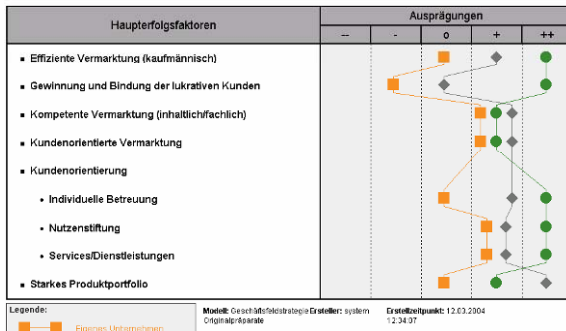 Haupterfolgsfaktoren
Ausprägungen
-- - o + ++
Effiziente Vermarktung (kaufmännisch)
Gewinnung und Bindung der lukrativen Kunden
Kompetente Vermarktung (inhaltlich/fachlich)
Kundenorientierte Vermarktung
Kundenorientierung
Individuelle Betreuung
Nutzenstiftung
Services/Dienstleistungen
Starkes Produktportfolio
Legende:
Eigenes Unternehmen
Modell: Geschäftsfeldstrategie Ersteller: system Erstellzeitpunkt: 12.03.2004
Originalpräparate 12:34:07